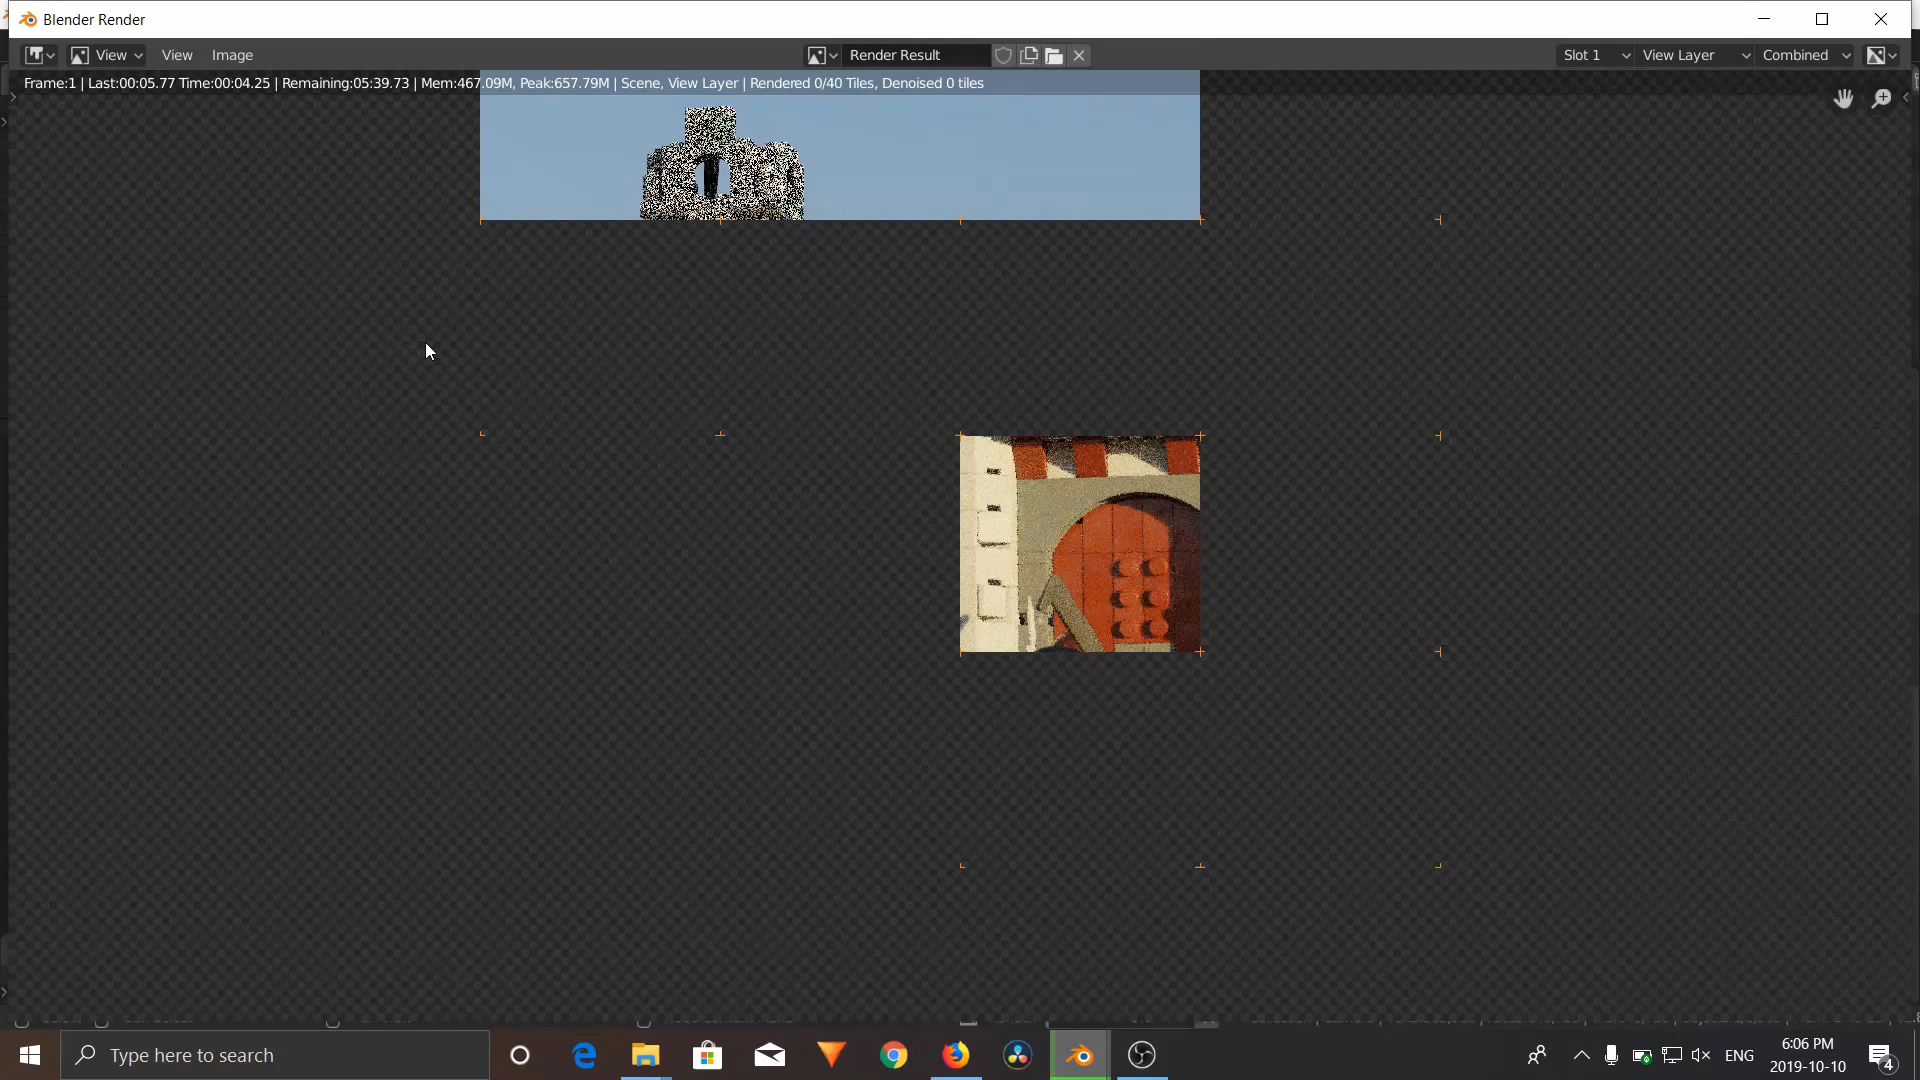 Blender Render
View View Image Render Result Slot 1 View Layer Combined
Frame:1 | Last:00:05.77 Time:00:04.25 | Remaining:05:39.73 | Mem:467.09M, Peak:657.79M | Scene, View Layer | Rendered 0/40 Tiles, Denoised 0 tiles
Type here to search
ENG
6:06 PM
2019-10-10
4